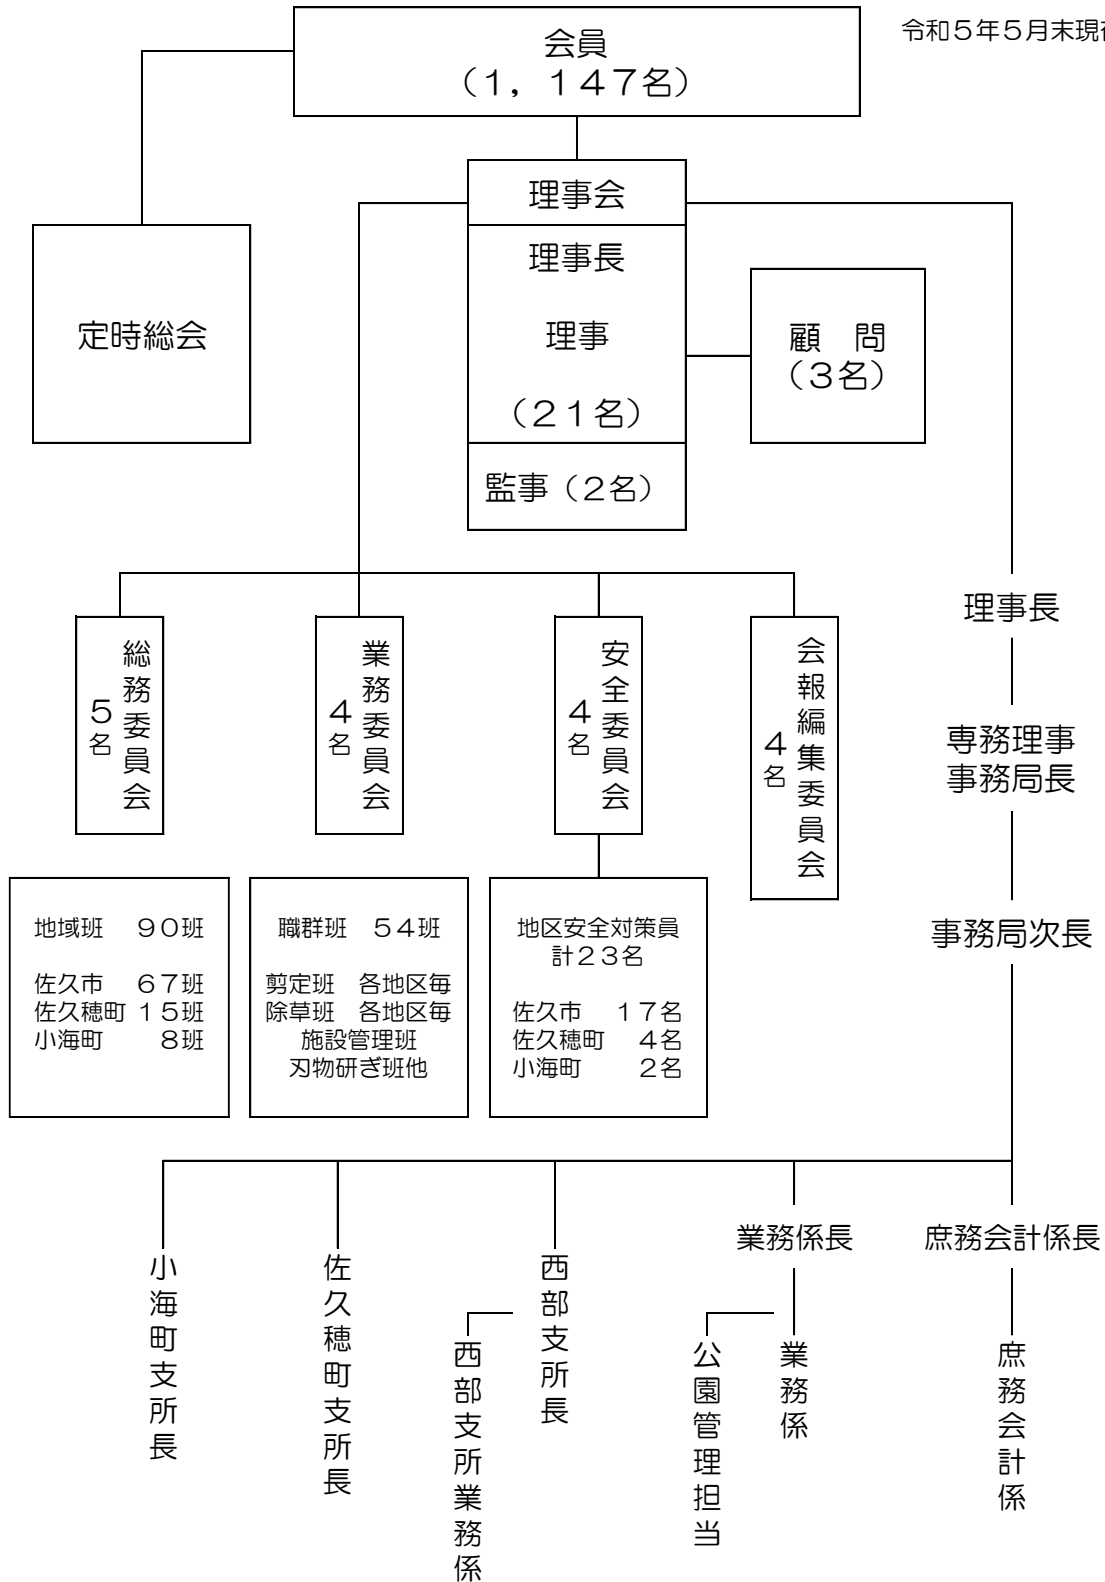 令和５年５月末現在
会員
（１，１４７名）
理事会
理事長
理事
（２１名）
監事（２名）
定時総会
顧　問
（３名）
総務委員会
５名
業務委員会
４名
安全委員会
４名
会報編集委員会
４名
理事長
専務理事
事務局長
事務局次長
地域班　９０班
佐久市　６７班
佐久穂町 １５班
小海町　　８班
職群班　５４班
剪定班　各地区毎
除草班　各地区毎
施設管理班
刃物研ぎ班他
地区安全対策員
計２３名
佐久市　１７名
佐久穂町　４名
小海町　　２名
小海町支所長
佐久穂町支所長
西部支所長
西部支所業務係
業務係長
公園管理担当
業務係
庶務会計係長
庶務会計係